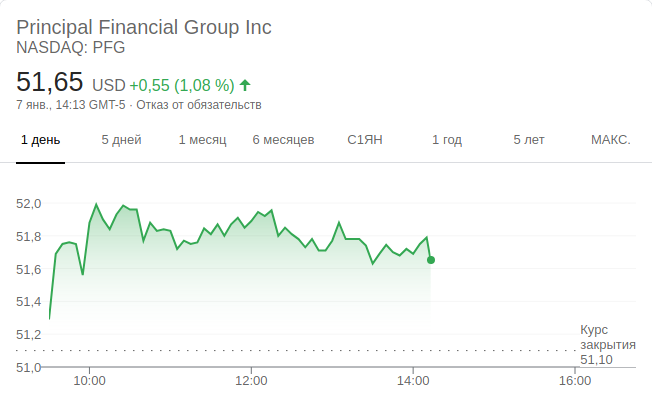 Principal Financial Group Inc
NASDAQ: PFG
51,65 USD +0,55 (1,08 %)
7 янв., 14:13 GMT-5 · Отказ от обязательств
1 день 5 дней 1 месяц 6 месяцев С1ЯН 1 год 5 лет МАКС.
52,0
51,8
51,6
51,4
51,2
51,0
Курс
закрытия
51,10
10:00 12:00 14:00 16:00